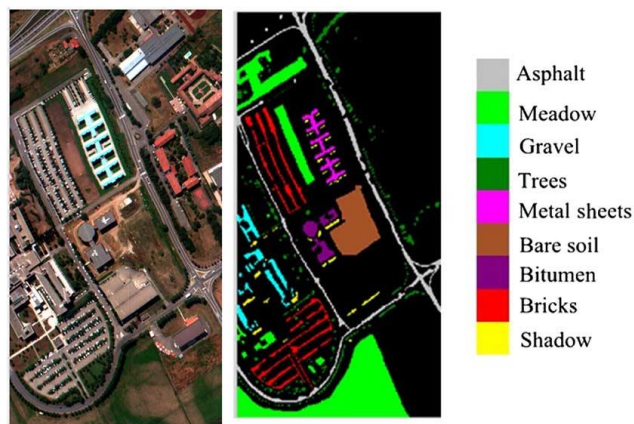 Asphalt
Meadow
Gravel
Trees
Metal sheets
Bare soil
Bitumen
Bricks
Shadow